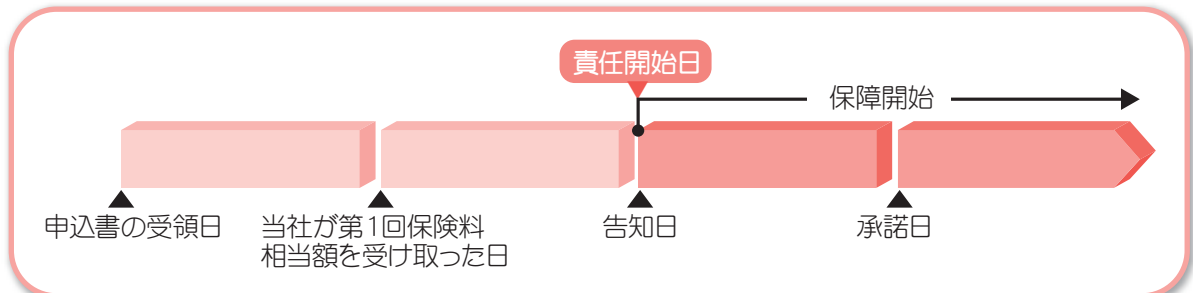 責任開始日
保障開始
申込書の受領日
当社が第1回保険料
相当額を受け取った日
告知日
承諾日